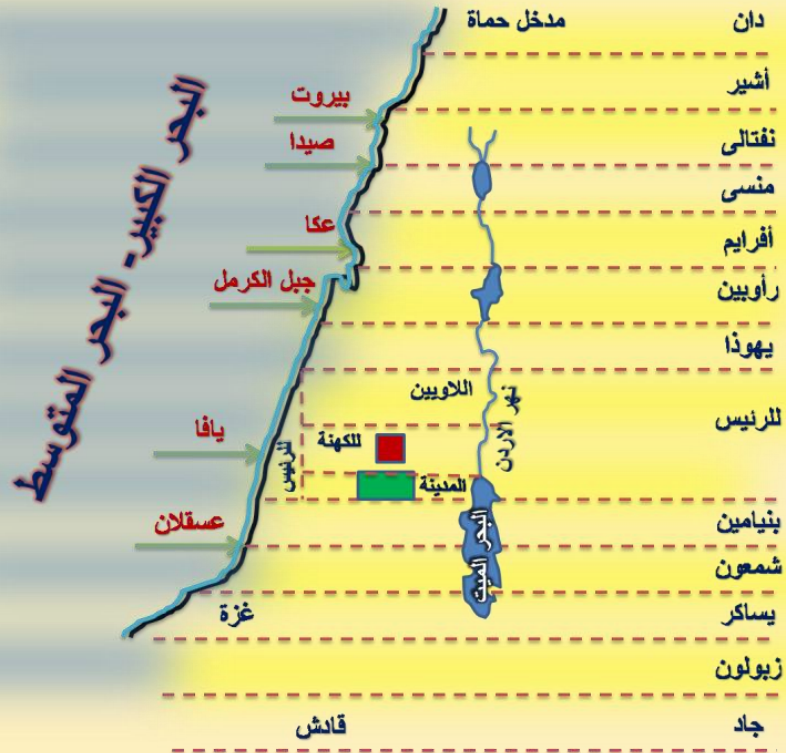 دان
مدخل حماة
أشير
بيروت
نفتالى
صيدا
منسى
عكا
أفرايم
جبل الكرمل
رأوبين
يهوذا
البحر الكبير- البحر المتوسط
اللاويين
نهر الاردن
للرئيس
للرئيس
يافا
للكهنة
المدينة
بنيامين
البحر الميت
عسقلان
شمعون
يساكر
غزة
زبولون
جاد
قادش